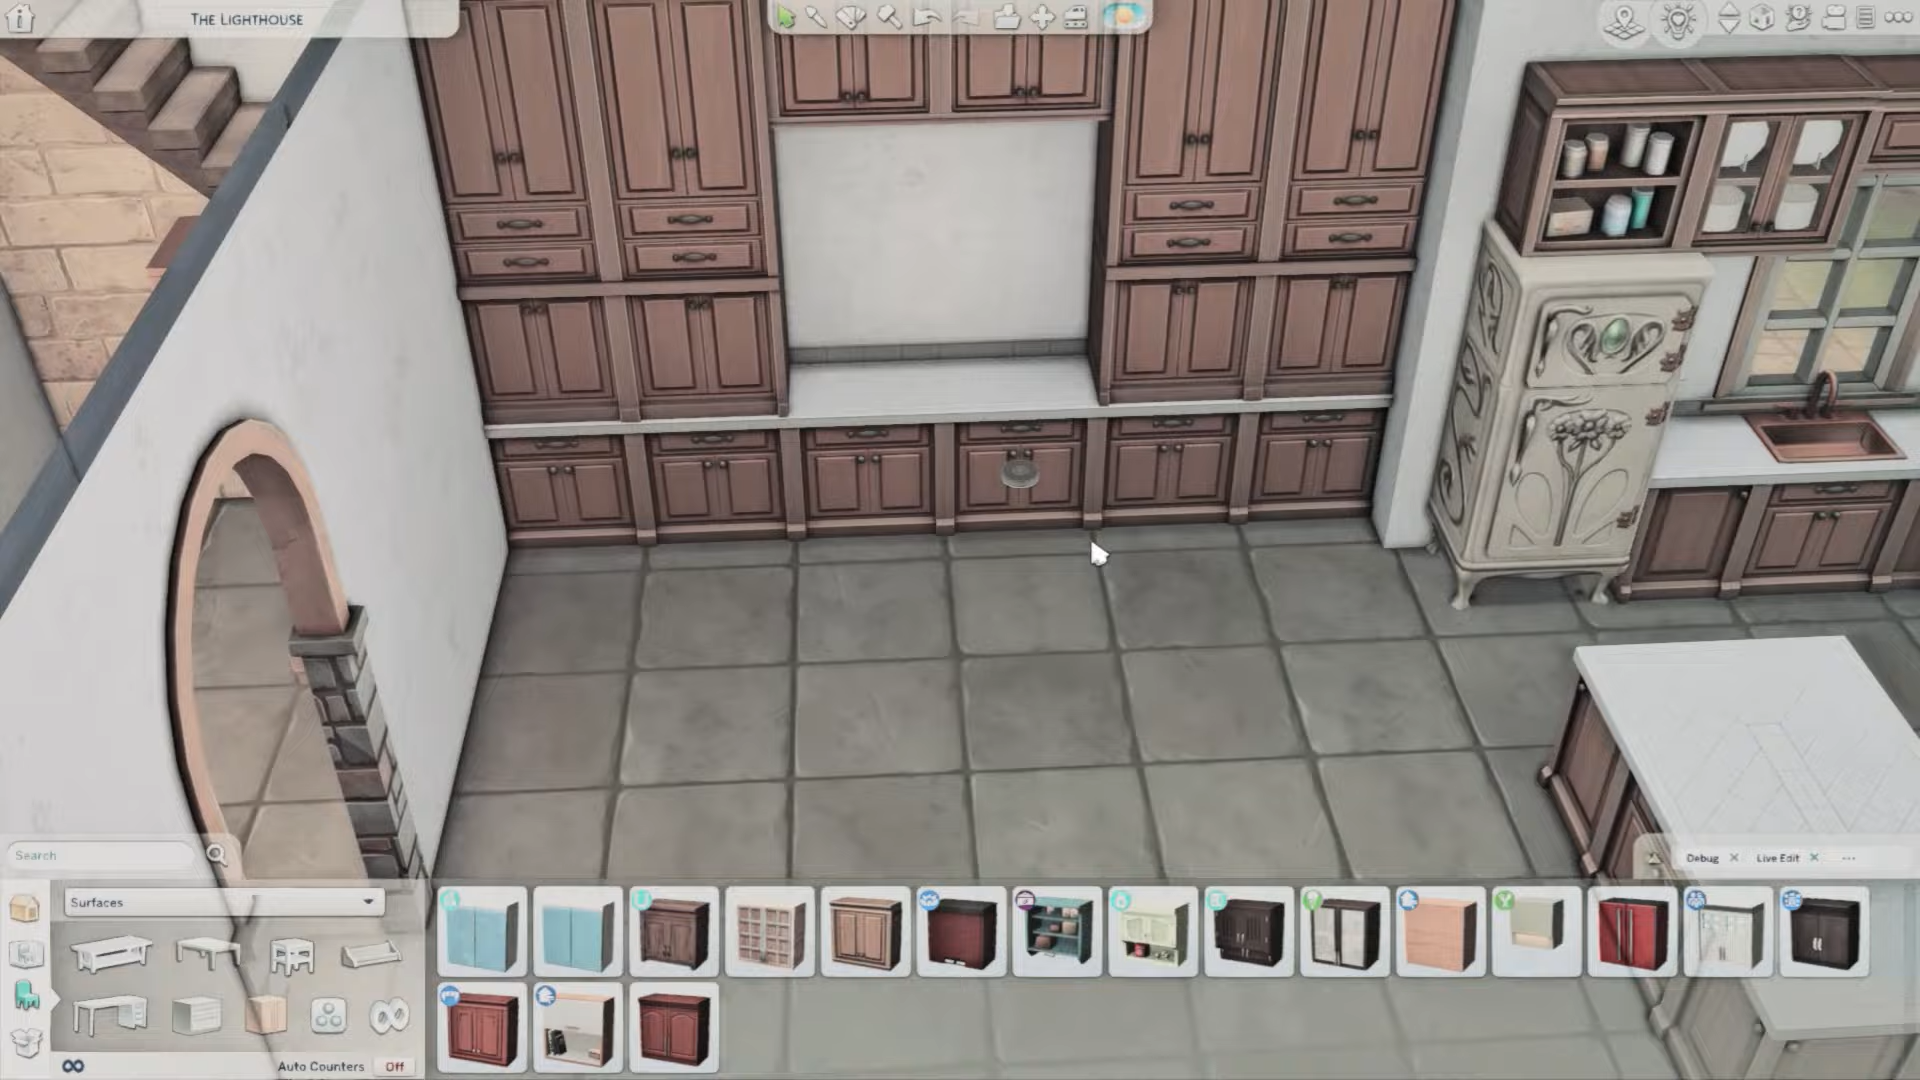 THE LIGHTHOUSE
Search
Debug
Live Edit
Surfaces
Auto Counters
Off